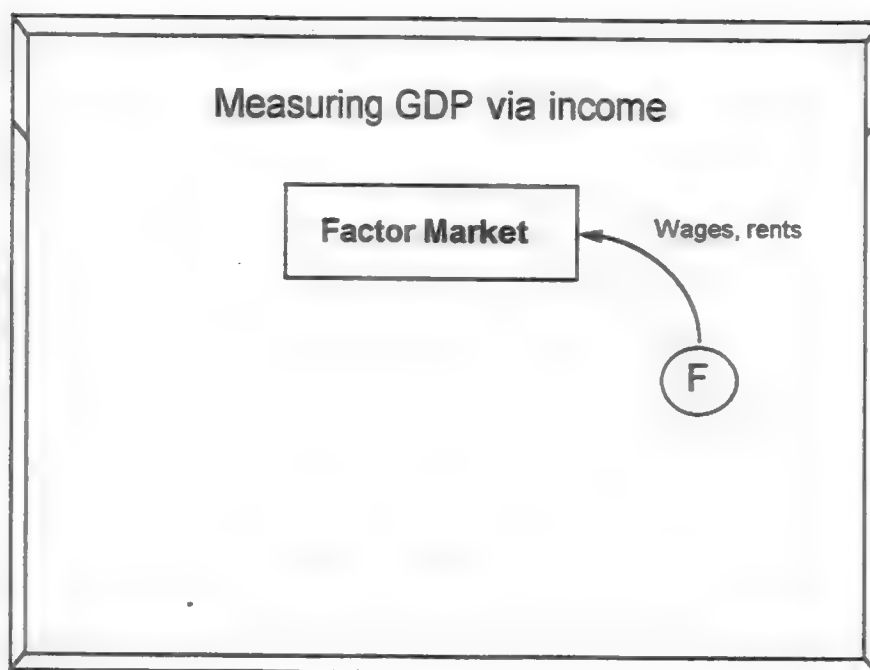 Measuring GDP via income
Factor Market
Wages, rents
F